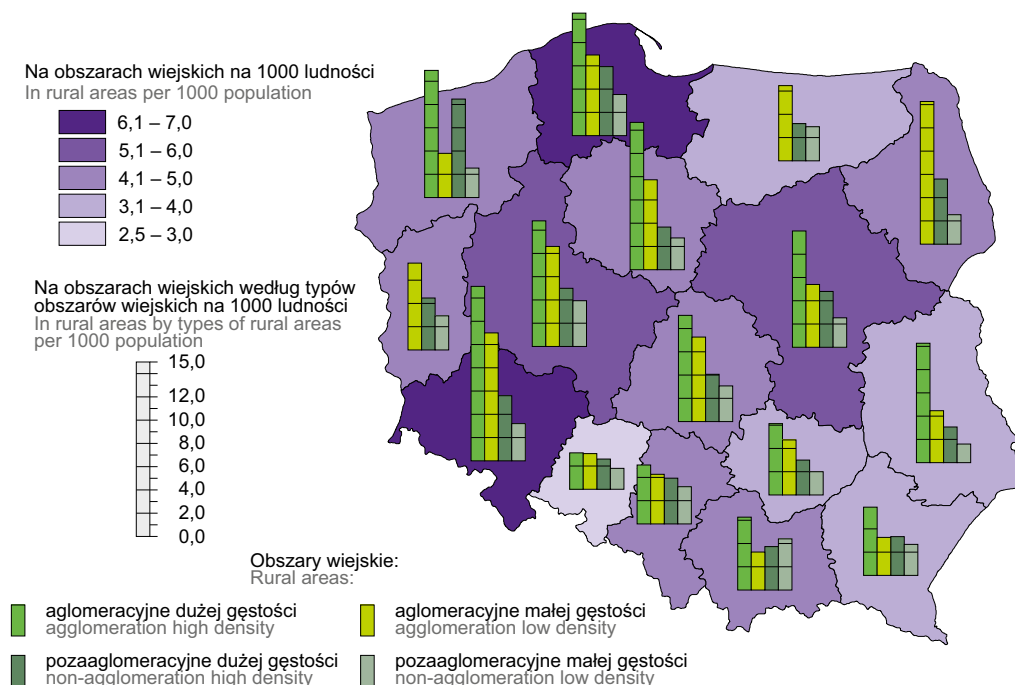 Na obszarach wiejskich na 1000 ludności
In rural areas per 1000 population
6,1 – 7,0
5,1 – 6,0
4,1 – 5,0
3,1 – 4,0
2,5 – 3,0
Na obszarach wiejskich według typów
obszarów wiejskich na 1000 ludności
In rural areas by types of rural areas
per 1000 population
15,0
12,0
10,0
8,0
6,0
4,0
2,0
0,0
Obszary wiejskie:
Rural areas:
aglomeracyjne dużej gęstości
agglomeration high density
aglomeracyjne małej gęstości
agglomeration low density
pozaaglomeracyjne dużej gęstości
non-agglomeration high density
pozaaglomeracyjne małej gęstości
non-agglomeration low density